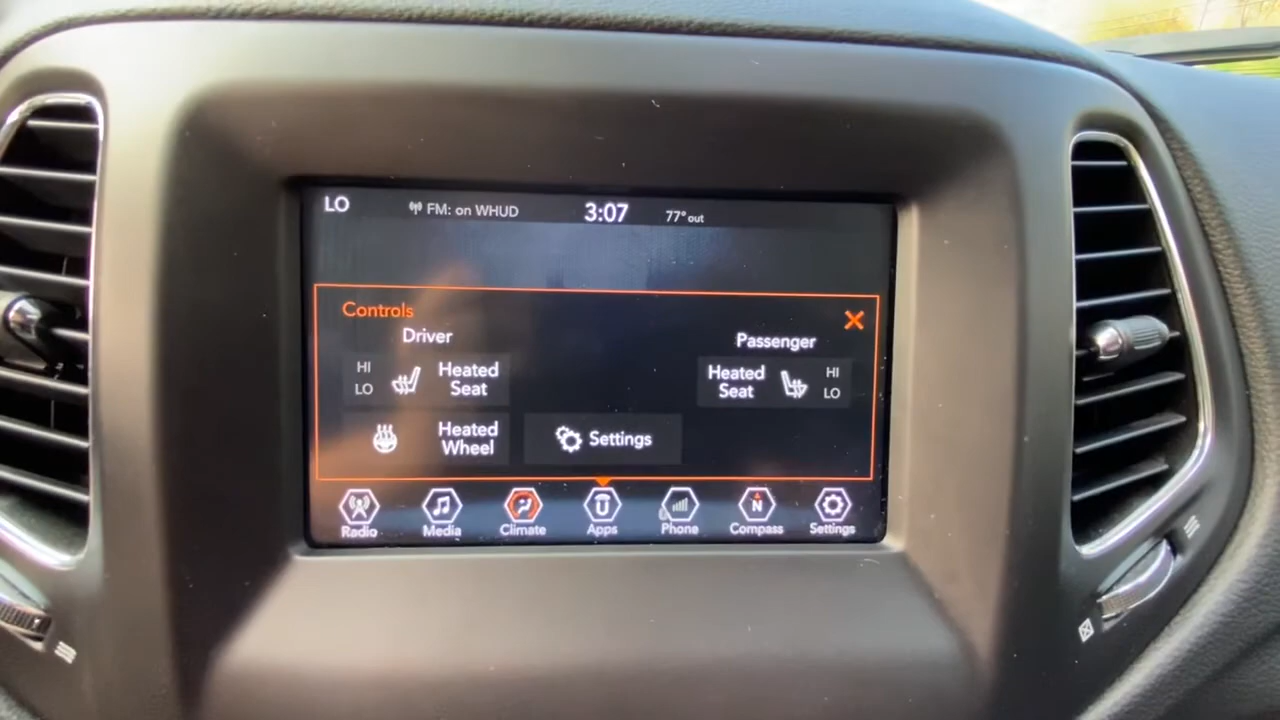 LO
FM: on WHUD
3:07
77° out
Controls
Driver
Passenger
HI
LO
Heated
Seat
Heated
Seat
HI
LO
Heated
Wheel
Settings
Radio
Media
Climate
U
Apps
Phone
N
Compass
Settings